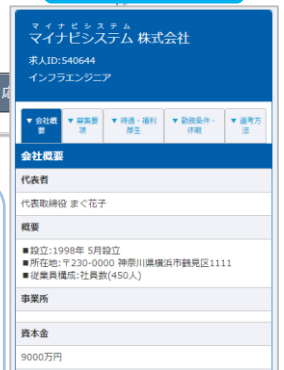 マイナビシステム
マイナビシステム 株式会社
求人ID:540644
インフラエンジニア
応
▼ 会社概要
▼ 募集要項
▼ 待遇・福利厚生
▼ 勤務条件・休暇
▼ 選考方法
会社概要
代表者
代表取締役 まぐ花子
概要
■設立:1998年 5月設立
■所在地:〒230-0000 神奈川県横浜市鶴見区1111
■従業員構成:社員数(450人)
事業所
資本金
9000万円